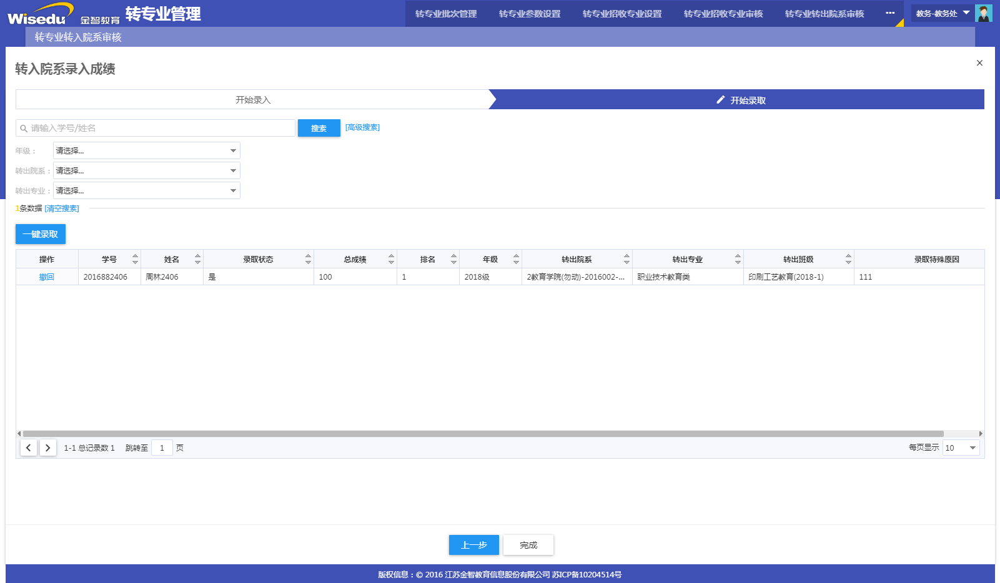 Wisedu 金智教育 转专业管理 转专业批次管理 转专业参数设置 转专业招收专业设置 转专业招收专业审核 转专业转出院系审核 ••• 教务-教务处
转专业转入院系审核
转入院系录入成绩 ×
开始录入 开始录取
请输入学号/姓名 搜索 [高级搜索]
年级： 请选择...
转出院系： 请选择...
转出专业： 请选择...
1条数据 [清空搜索]
一键录取
操作 学号 姓名 录取状态 总成绩 排名 年级 转出院系 转出专业 转出班级 录取特殊原因
撤回 2016882406 周林2406 是 100 1 2018级 2教育学院(勿动)-2016002-... 职业技术教育类 印刷工艺教育(2018-1) 111
1-1 总记录数 1 跳转至 1 页 每页显示 10
上一步 完成
版权信息：© 2016 江苏金智教育信息股份有限公司 苏ICP备10204514号